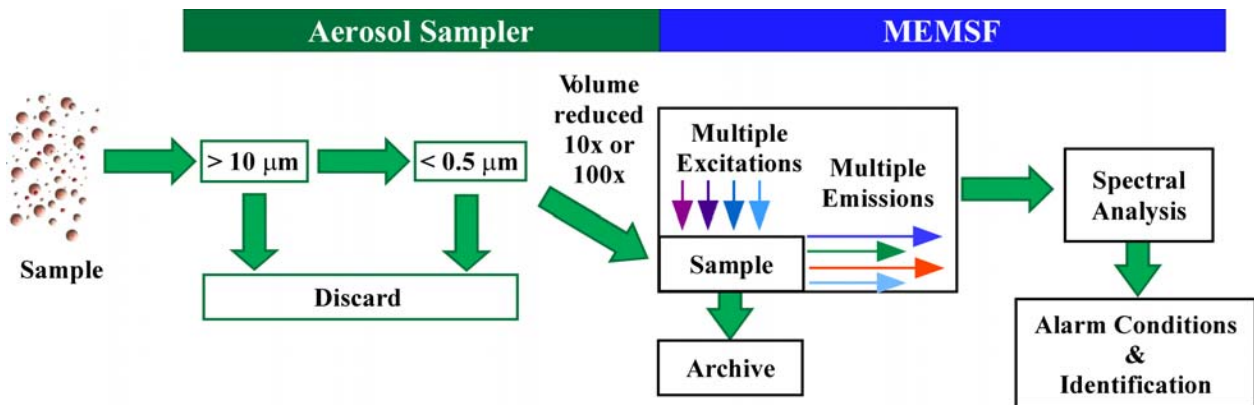 Aerosol Sampler
MEMSF
Sample
> 10 μm
< 0.5 μm
Discard
Volume
reduced
10x or
100x
Multiple
Excitations
Multiple
Emissions
Sample
Archive
Spectral
Analysis
Alarm Conditions
&
Identification